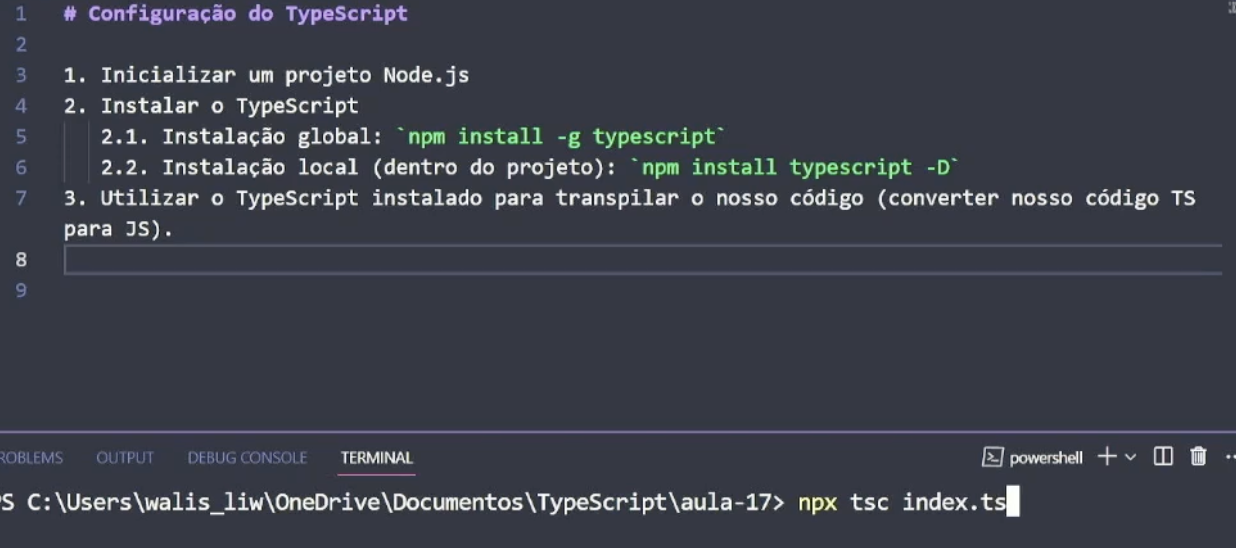 1 # Configuração do TypeScript
2
3 1. Inicializar um projeto Node.js
4 2. Instalar o TypeScript
5 2.1. Instalação global: `npm install -g typescript`
6 2.2. Instalação local (dentro do projeto): `npm install typescript -D`
7 3. Utilizar o TypeScript instalado para transpilar o nosso código (converter nosso código TS
para JS).
8
9
ROBLEMS OUTPUT DEBUG CONSOLE TERMINAL powershell
PS C:\Users\walis_liw\OneDrive\Documentos\TypeScript\aula-17> npx tsc index.ts